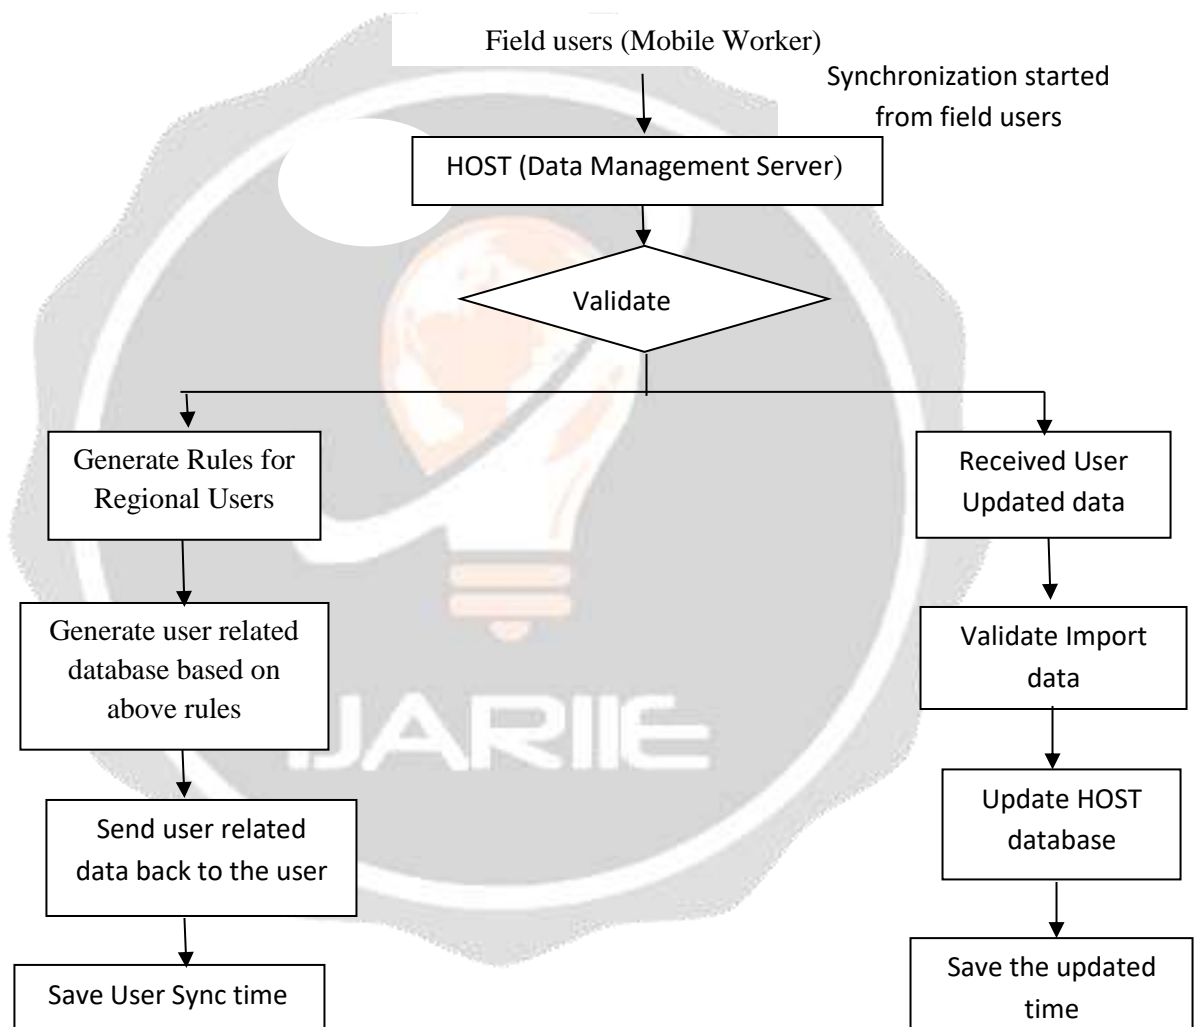 Field users (Mobile Worker)
Synchronization started
from field users
HOST (Data Management Server)
Validate
Generate Rules for
Regional Users
Received User
Updated data
Generate user related
database based on
above rules
Validate Import
data
IJARIIE
Send user related
data back to the user
Update HOST
database
Save User Sync time
Save the updated
time